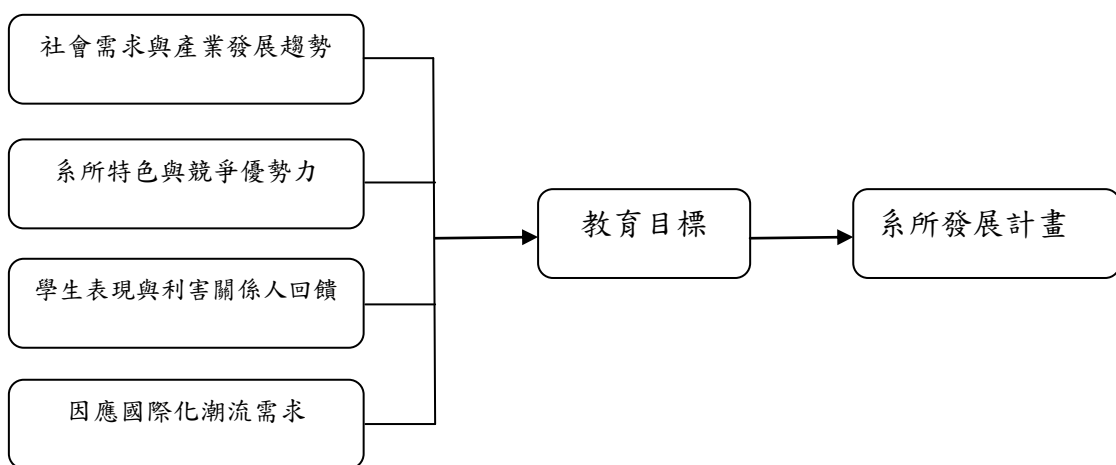 社會需求與產業發展趨勢
系所特色與競爭優勢力
學生表現與利害關係人回饋
因應國際化潮流需求
教育目標
系所發展計畫